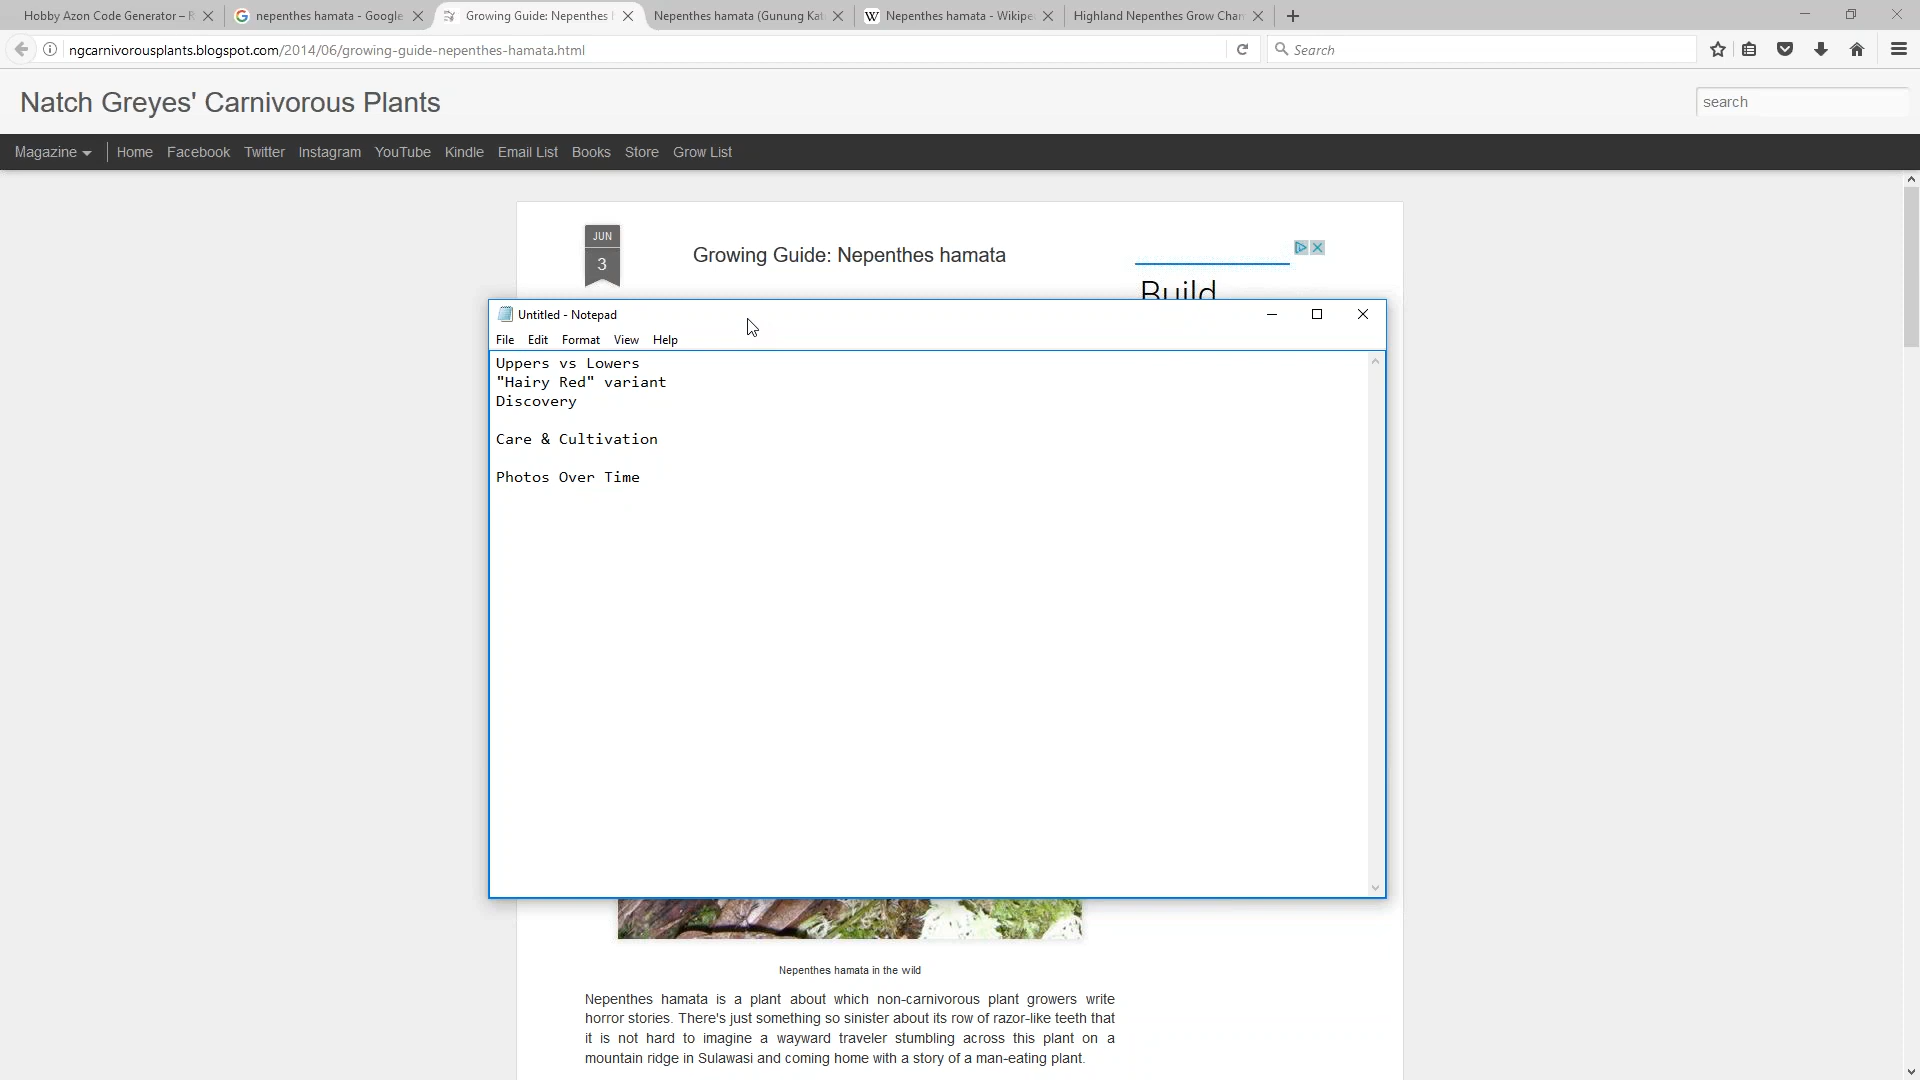 Hobby Azon Code Generator – R
nepenthes hamata - Google
Growing Guide: Nepenthes
Nepenthes hamata (Gunung Kat
W Nepenthes hamata - Wikipe
Highland Nepenthes Grow Cham
ngcarnivorousplants.blogspot.com/2014/06/growing-guide-nepenthes-hamata.html
Search
Natch Greyes' Carnivorous Plants
search
Magazine
Home
Facebook
Twitter
Instagram
YouTube
Kindle
Email List
Books
Store
Grow List
JUN
3
Growing Guide: Nepenthes hamata
Build
Untitled - Notepad
File
Edit
Format
View
Help
Uppers vs Lowers
"Hairy Red" variant
Discovery
Care & Cultivation
Photos Over Time
Nepenthes hamata in the wild
Nepenthes hamata is a plant about which non-carnivorous plant growers write
horror stories. There's just something so sinister about its row of razor-like teeth that
it is not hard to imagine a wayward traveler stumbling across this plant on a
mountain ridge in Sulawasi and coming home with a story of a man-eating plant.